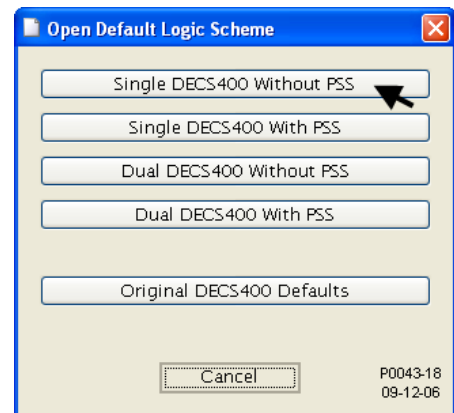 Open Default Logic Scheme
Single DECS400 Without PSS
Single DECS400 With PSS
Dual DECS400 Without PSS
Dual DECS400 With PSS
Original DECS400 Defaults
Cancel
P0043-18
09-12-06